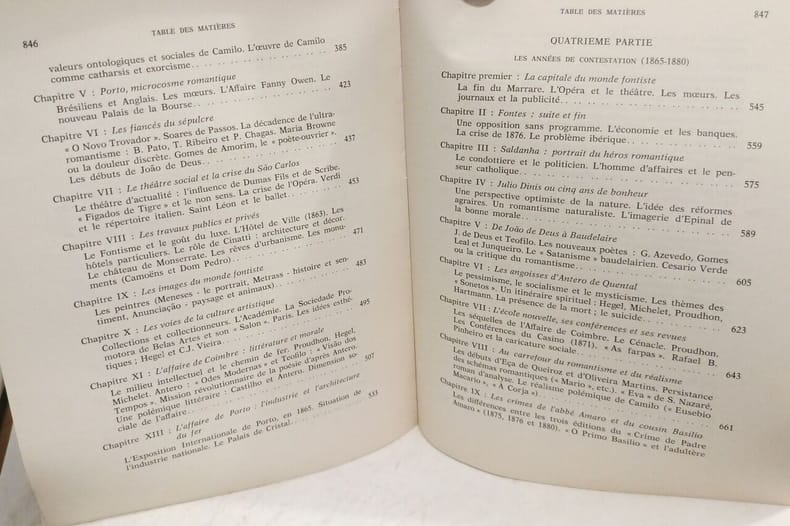 846
TABLE DES MATIÈRES
valeurs ontologiques et sociales de Camilo. L'œuvre de Camilo
comme catharsis et exorcisme. . . . . . . . . . 385
Chapitre V : Porto, microcosme romantique
Brésiliens et Anglais. Les mœurs. L'Affaire Fanny Owen. Le
nouveau Palais de la Bourse. . . . . . . . . . 423
Chapitre VI : Les fiancés du sépulcre
« O Novo Trovador ». Soares de Passos. La décadence de l'ultra-
romantisme : B. Pato, T. Ribeiro et P. Chagas. Maria Browne
ou la douleur discrète. Gomes de Amorim, le « poète-ouvrier ».
Les débuts de João de Deus. . . . . . . . . . 437
Chapitre VII : Le théâtre social et la crise du São Carlos
Le théâtre d'actualité : l'influence de Dumas Fils et de Scribe.
« Figados de Tigre » et le non sens. La crise de l'Opéra. Verdi
et le répertoire italien. Saint Léon et le ballet. . . . . . 453
Chapitre VIII : Les travaux publics et privés
Le Fontisme et le goût du luxe. L'Hôtel de Ville (1863). Les
hôtels particuliers. Le rôle de Cinatti : architecture et décor.
Le château de Monserrate. Les rêves d'urbanisme. Les monu-
ments (Camoëns et Dom Pedro) . . . . . . . . . 471
Chapitre IX : Les images du monde fontiste
Les peintres (Meneses - le portrait, Metrass - histoire et sen-
timent, Anunciação - paysage et animaux). . . . . . 483
Chapitre X : Les voies de la culture artistique
Collections et collectionneurs. L'Académie. La Sociedade Pro-
motora de Belas Artes et son « Salon ». Paris. Les idées esthé-
tiques ; Hegel et C.J. Vieira. . . . . . . . . . 495
Chapitre XI : L'affaire de Coimbre : littérature et morale
Le milieu intellectuel et le chemin de fer. Proudhon, Hegel,
Michelet. Antero : « Odes Modernas » et Teofilo : « Visão dos
Tempos ». Mission révolutionnaire de la poésie d'après Antero.
Une polémique littéraire : Castilho et Antero. Dimension so-
ciale de l'affaire. . . . . . . . . . 507
Chapitre XIII : L'affaire de Porto : l'industrie et l'architecture
du fer
L'Exposition Internationale de Porto, en 1865. Situation de
l'industrie nationale. Le Palais de Cristal. . . . . . 533
TABLE DES MATIÈRES
847
QUATRIEME PARTIE
LES ANNÉES DE CONTESTATION (1865-1880)
Chapitre premier : La capitale du monde fontiste
La fin du Marrare. L'Opéra et le théâtre. Les mœurs. Les
journaux et la publicité. . . . . . . . . . 545
Chapitre II : Fontes : suite et fin
Une opposition sans programme. L'économie et les banques.
La crise de 1876. Le problème ibérique. . . . . . . 559
Chapitre III : Saldanha : portrait du héros romantique
Le condottiere et le politicien. L'homme d'affaires et le pen-
seur catholique. . . . . . . . . . 575
Chapitre IV : Julio Dinis ou cinq ans de bonheur
Une perspective optimiste de la nature. L'idée des réformes
agraires. Un romantisme naturaliste. L'imagerie d'Epinal de
la bonne morale. . . . . . . . . . 589
Chapitre V : De João de Deus à Baudelaire
J. de Deus et Teofilo. Les nouveaux poètes : G. Azevedo, Gomes
Leal et Junqueiro. Le « Satanisme » baudelairien. Cesario Verde
ou la critique du romantisme. . . . . . . . . . 605
Chapitre VI : Les angoisses d'Antero de Quental
Le pessimisme, le socialisme et le mysticisme. Les thèmes des
« Sonetos ». Un itinéraire spirituel : Hegel, Michelet, Proudhon,
Hartmann. La présence de la mort ; le suicide. . . . . . 623
Chapitre VII : L'école nouvelle, ses conférences et ses revues
Les séquelles de l'Affaire de Coimbre. Le Cénacle. Proudhon.
Les Conférences du Casino (1871). « As farpas ». Rafael B.
Pinheiro et la caricature sociale. . . . . . . . . . 643
Chapitre VIII : Au carrefour du romantisme et du réalisme
Les débuts d'Eça de Queiroz et d'Oliveira Martins. Persistance
des schémas romantiques (« Mario », etc.). « Eva » de S. Nazaré,
roman d'analyse. Le réalisme polémique de Camilo (« Eusebio
Macario », « A Corja ») . . . . . . . . . . 661
Chapitre IX : Les crimes de l'abbé Amaro et du cousin Basilio
Les différences entre les trois éditions du « Crime de Padre
Amaro » (1875, 1876 et 1880). « O Primo Basilio » et l'adultère